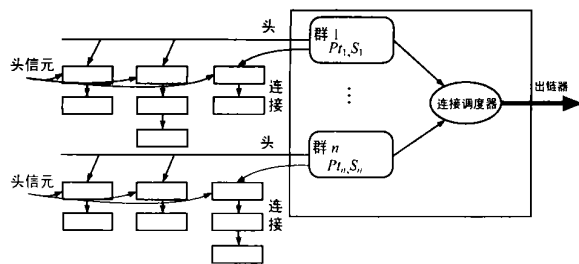 头
群 1
Pt₁,S₁
头信元
连接
出链器
连接调度器
⋮
头
群 n
Ptₙ,Sₙ
头信元
连接